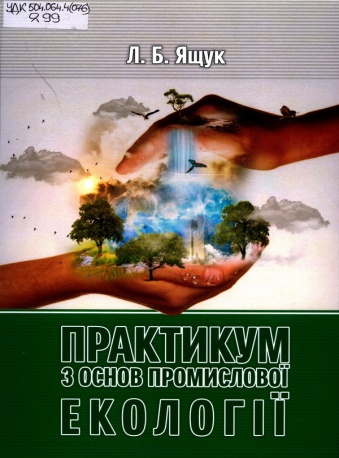 УДК 504.064.4(076)
Я 99
Л. Б. Ящук
ПРАКТИКУМ
З ОСНОВ ПРОМИСЛОВОЇ
ЕКОЛОГІЇ